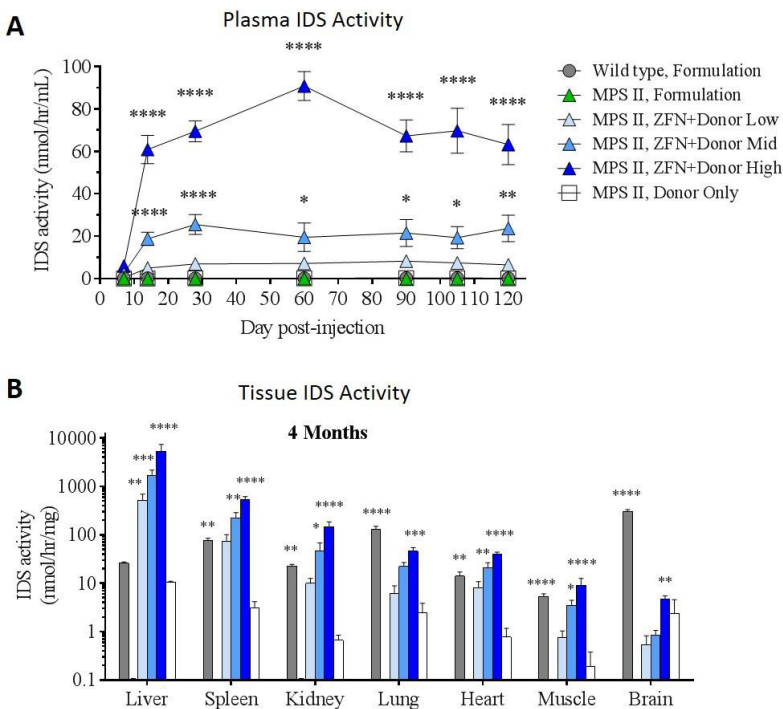 A
Plasma IDS Activity
IDS activity (nmol/hr/mL)
100
80
60
40
20
0
****
****
****
****
****
****
****
****
*
*
*
**
0 10 20 30 40 50 60 70 80 90 100 110 120
Day post-injection
Wild type, Formulation
MPS II, Formulation
MPS II, ZFN+Donor Low
MPS II, ZFN+Donor Mid
MPS II, ZFN+Donor High
MPS II, Donor Only
B
Tissue IDS Activity
4 Months
IDS activity
(nmol/hr/mg)
10000
1000
100
10
1
0.1
** *** ****
** ** ****
** * ****
**** ***
** ** ****
**** * ****
**** **
Liver Spleen Kidney Lung Heart Muscle Brain